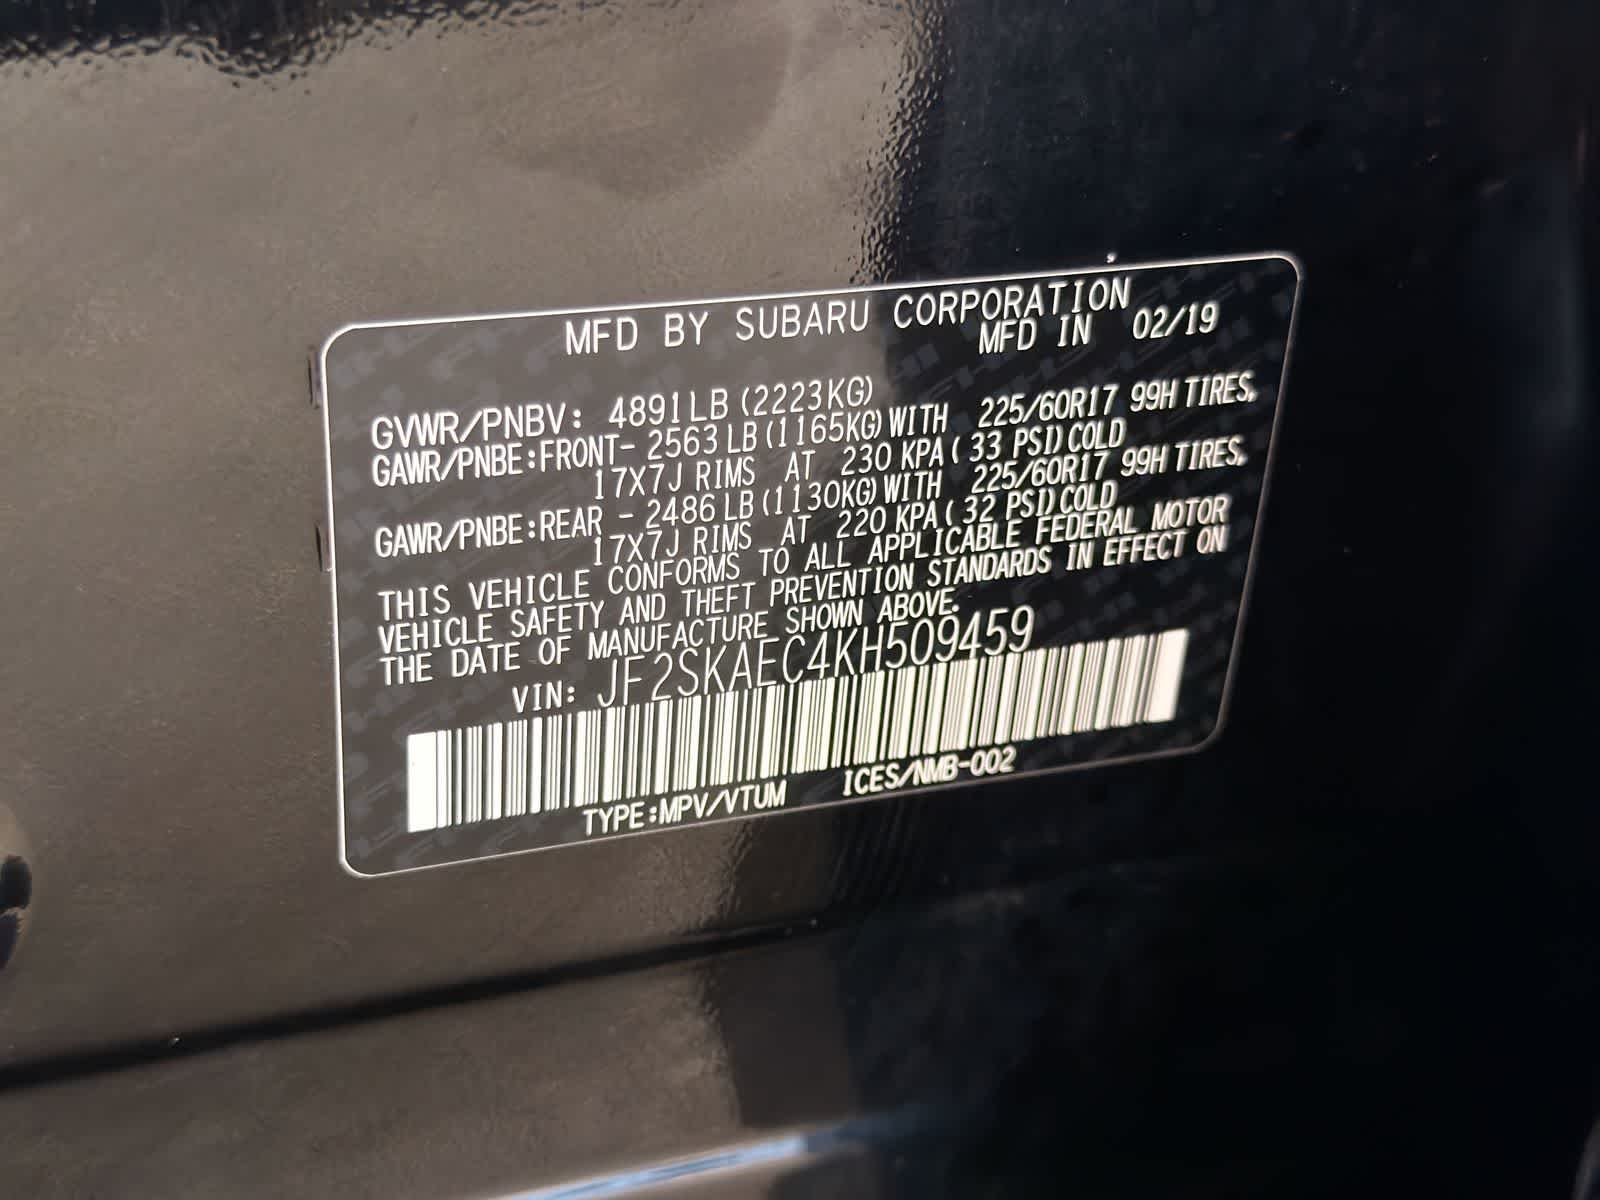 MFD BY SUBARU CORPORATION
MFD IN 02/19
GVWR/PNBV: 4891LB (2223KG)
GAWR/PNBE:FRONT- 2563 LB (1165KG) WITH 225/60R17 99H TIRES,
17X7J RIMS AT 230 KPA ( 33 PSI) COLD
GAWR/PNBE:REAR - 2486 LB (1130KG) WITH 225/60R17 99H TIRES,
17X7J RIMS AT 220 KPA ( 32 PSI) COLD
THIS VEHICLE CONFORMS TO ALL APPLICABLE FEDERAL MOTOR
VEHICLE SAFETY AND THEFT PREVENTION STANDARDS IN EFFECT ON
THE DATE OF MANUFACTURE SHOWN ABOVE.
VIN: JF2SKAEC4KH509459
TYPE:MPV/VTUM ICES/NMB-002